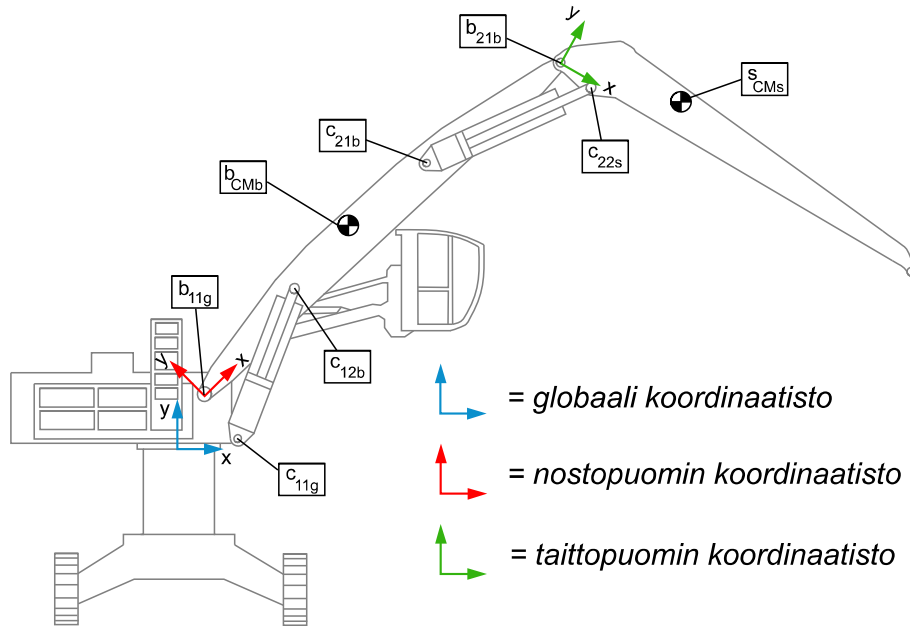 y
b21b
x
sCMs
c21b
c22s
bCMb
b11g
y
x
c12b
y
x
c11g
= globaali koordinaatisto
= nostopuomin koordinaatisto
= taittopuomin koordinaatisto